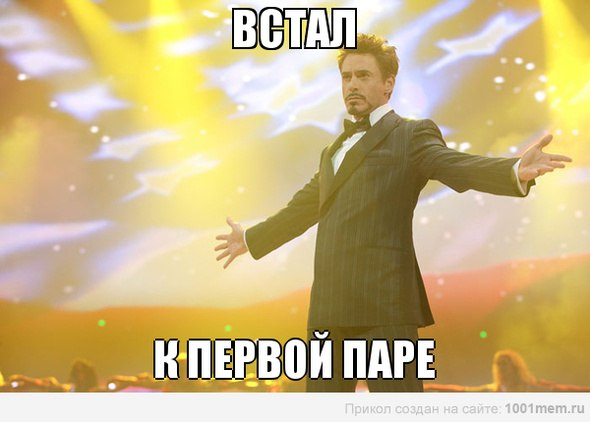 ВСТАЛ
К ПЕРВОЙ ПАРЕ
Прикол создан на сайте: 1001mem.ru